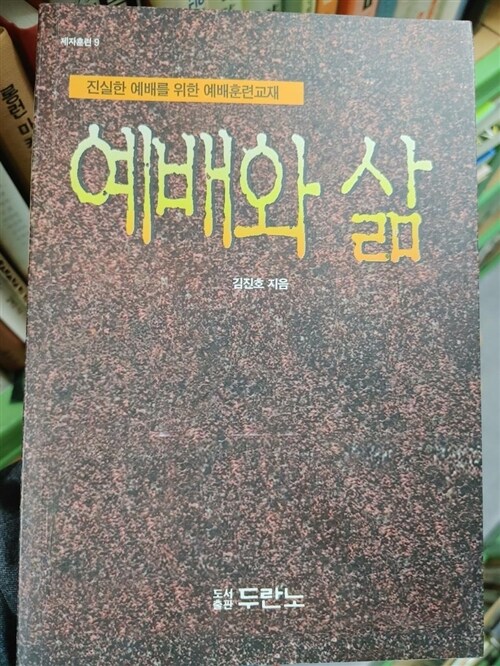 제자훈련 9
진실한 예배를 위한 예배훈련교재
예배와 삶
김진호 지음
도서
출판 두란노